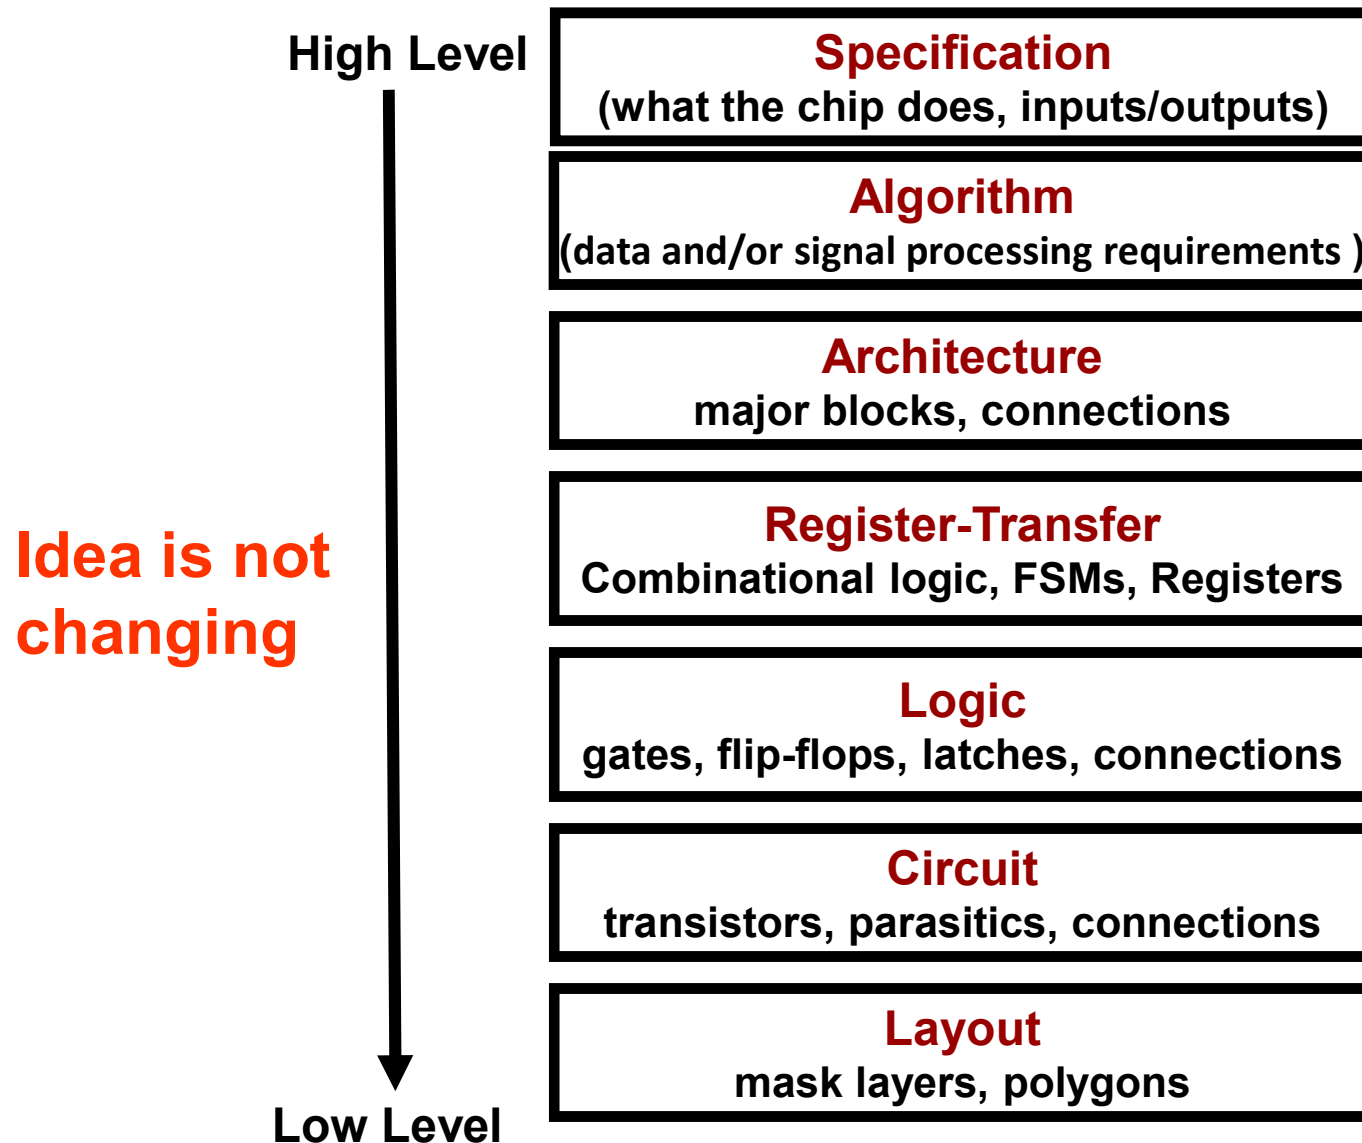 High Level
Specification
(what the chip does, inputs/outputs)
Algorithm
(data and/or signal processing requirements )
Architecture
major blocks, connections
Register-Transfer
Combinational logic, FSMs, Registers
Idea is not
changing
Logic
gates, flip-flops, latches, connections
Circuit
transistors, parasitics, connections
Layout
mask layers, polygons
Low Level